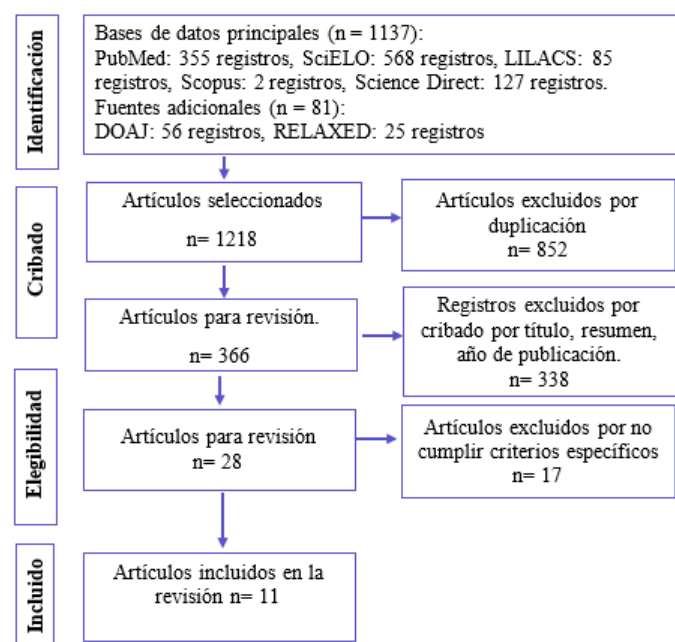 Identificación
Bases de datos principales (n = 1137):
PubMed: 355 registros, SciELO: 568 registros, LILACS: 85
registros, Scopus: 2 registros, Science Direct: 127 registros.
Fuentes adicionales (n = 81):
DOAJ: 56 registros, RELAXED: 25 registros
Cribado
Artículos seleccionados
n= 1218
Artículos excluidos por
duplicación
n= 852
Artículos para revisión.
n= 366
Registros excluidos por
cribado por título, resumen,
año de publicación.
n= 338
Elegibilidad
Artículos para revisión
n= 28
Artículos excluidos por no
cumplir criterios específicos
n= 17
Incluido
Artículos incluidos en la
revisión n= 11